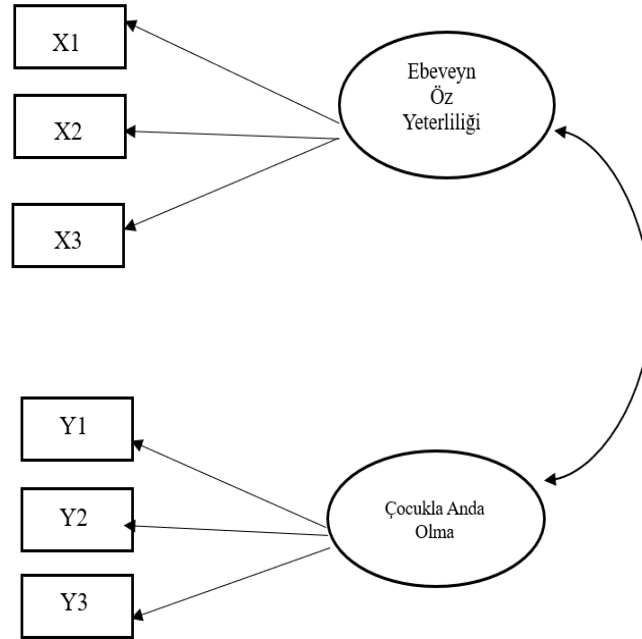 X1
Ebeveyn
Öz
Yeterliliği
X2
X3
Y1
Y2
Çocukla Anda
Olma
Y3